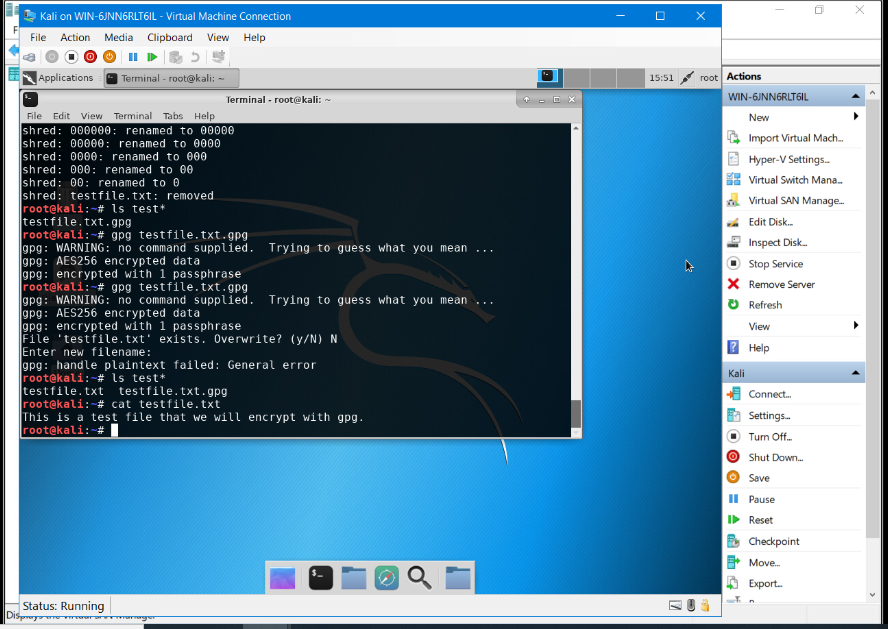 Kali on WIN-6JNN6RLT6IL - Virtual Machine Connection
File Action Media Clipboard View Help
Applications Terminal - root@kali: ~ 15:51 root
Terminal - root@kali: ~
File Edit View Terminal Tabs Help
shred: 000000: renamed to 00000
shred: 00000: renamed to 0000
shred: 0000: renamed to 000
shred: 000: renamed to 00
shred: 00: renamed to 0
shred: testfile.txt: removed
root@kali:~# ls test*
testfile.txt.gpg
root@kali:~# gpg testfile.txt.gpg
gpg: WARNING: no command supplied.  Trying to guess what you mean ...
gpg: AES256 encrypted data
gpg: encrypted with 1 passphrase
root@kali:~# gpg testfile.txt.gpg
gpg: WARNING: no command supplied.  Trying to guess what you mean ...
gpg: AES256 encrypted data
gpg: encrypted with 1 passphrase
File 'testfile.txt' exists. Overwrite? (y/N) N
Enter new filename:
gpg: handle plaintext failed: General error
root@kali:~# ls test*
testfile.txt  testfile.txt.gpg
root@kali:~# cat testfile.txt
This is a test file that we will encrypt with gpg.
root@kali:~#
Status: Running
Actions
WIN-6JNN6RLT6IL
New
Import Virtual Mach...
Hyper-V Settings...
Virtual Switch Mana...
Virtual SAN Manage...
Edit Disk...
Inspect Disk...
Stop Service
Remove Server
Refresh
View
Help
Kali
Connect...
Settings...
Turn Off...
Shut Down...
Save
Pause
Reset
Checkpoint
Move...
Export...